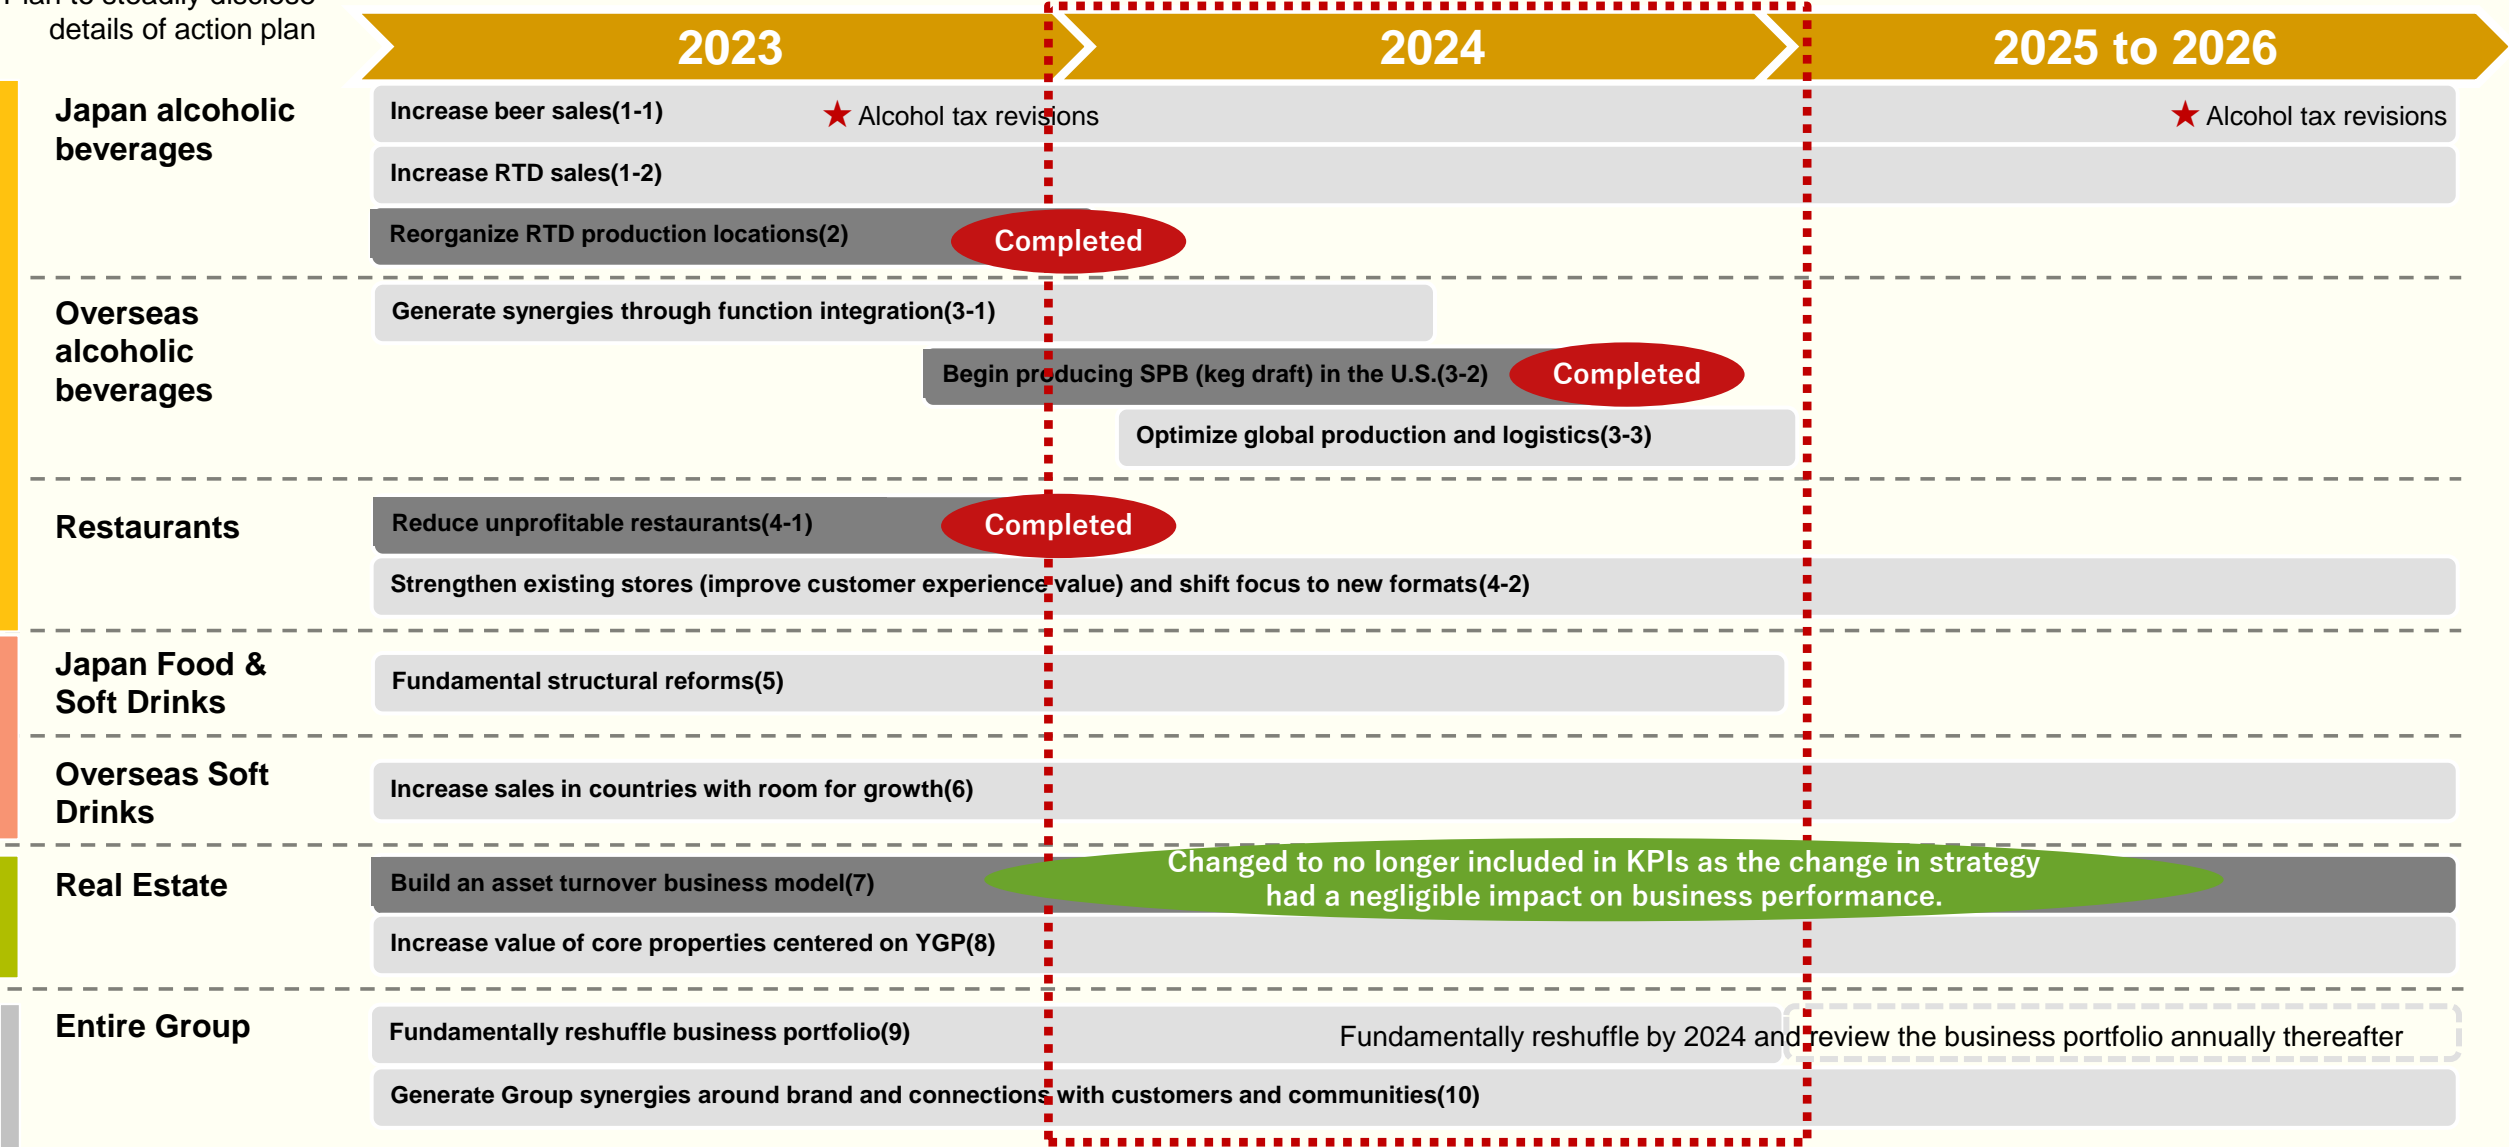 Plan to steadily disclose
details of action plan
2023
2024
2025 to 2026
Japan alcoholic
beverages
Increase beer sales(1-1)
★ Alcohol tax revisions
★ Alcohol tax revisions
Increase RTD sales(1-2)
Reorganize RTD production locations(2)
Completed
Overseas
alcoholic
beverages
Generate synergies through function integration(3-1)
Begin producing SPB (keg draft) in the U.S.(3-2)
Completed
Optimize global production and logistics(3-3)
Restaurants
Reduce unprofitable restaurants(4-1)
Completed
Strengthen existing stores (improve customer experience value) and shift focus to new formats(4-2)
Japan Food &
Soft Drinks
Fundamental structural reforms(5)
Overseas Soft
Drinks
Increase sales in countries with room for growth(6)
Real Estate
Build an asset turnover business model(7)
Changed to no longer included in KPIs as the change in strategy
had a negligible impact on business performance.
Increase value of core properties centered on YGP(8)
Entire Group
Fundamentally reshuffle business portfolio(9)
Fundamentally reshuffle by 2024 and review the business portfolio annually thereafter
Generate Group synergies around brand and connections with customers and communities(10)